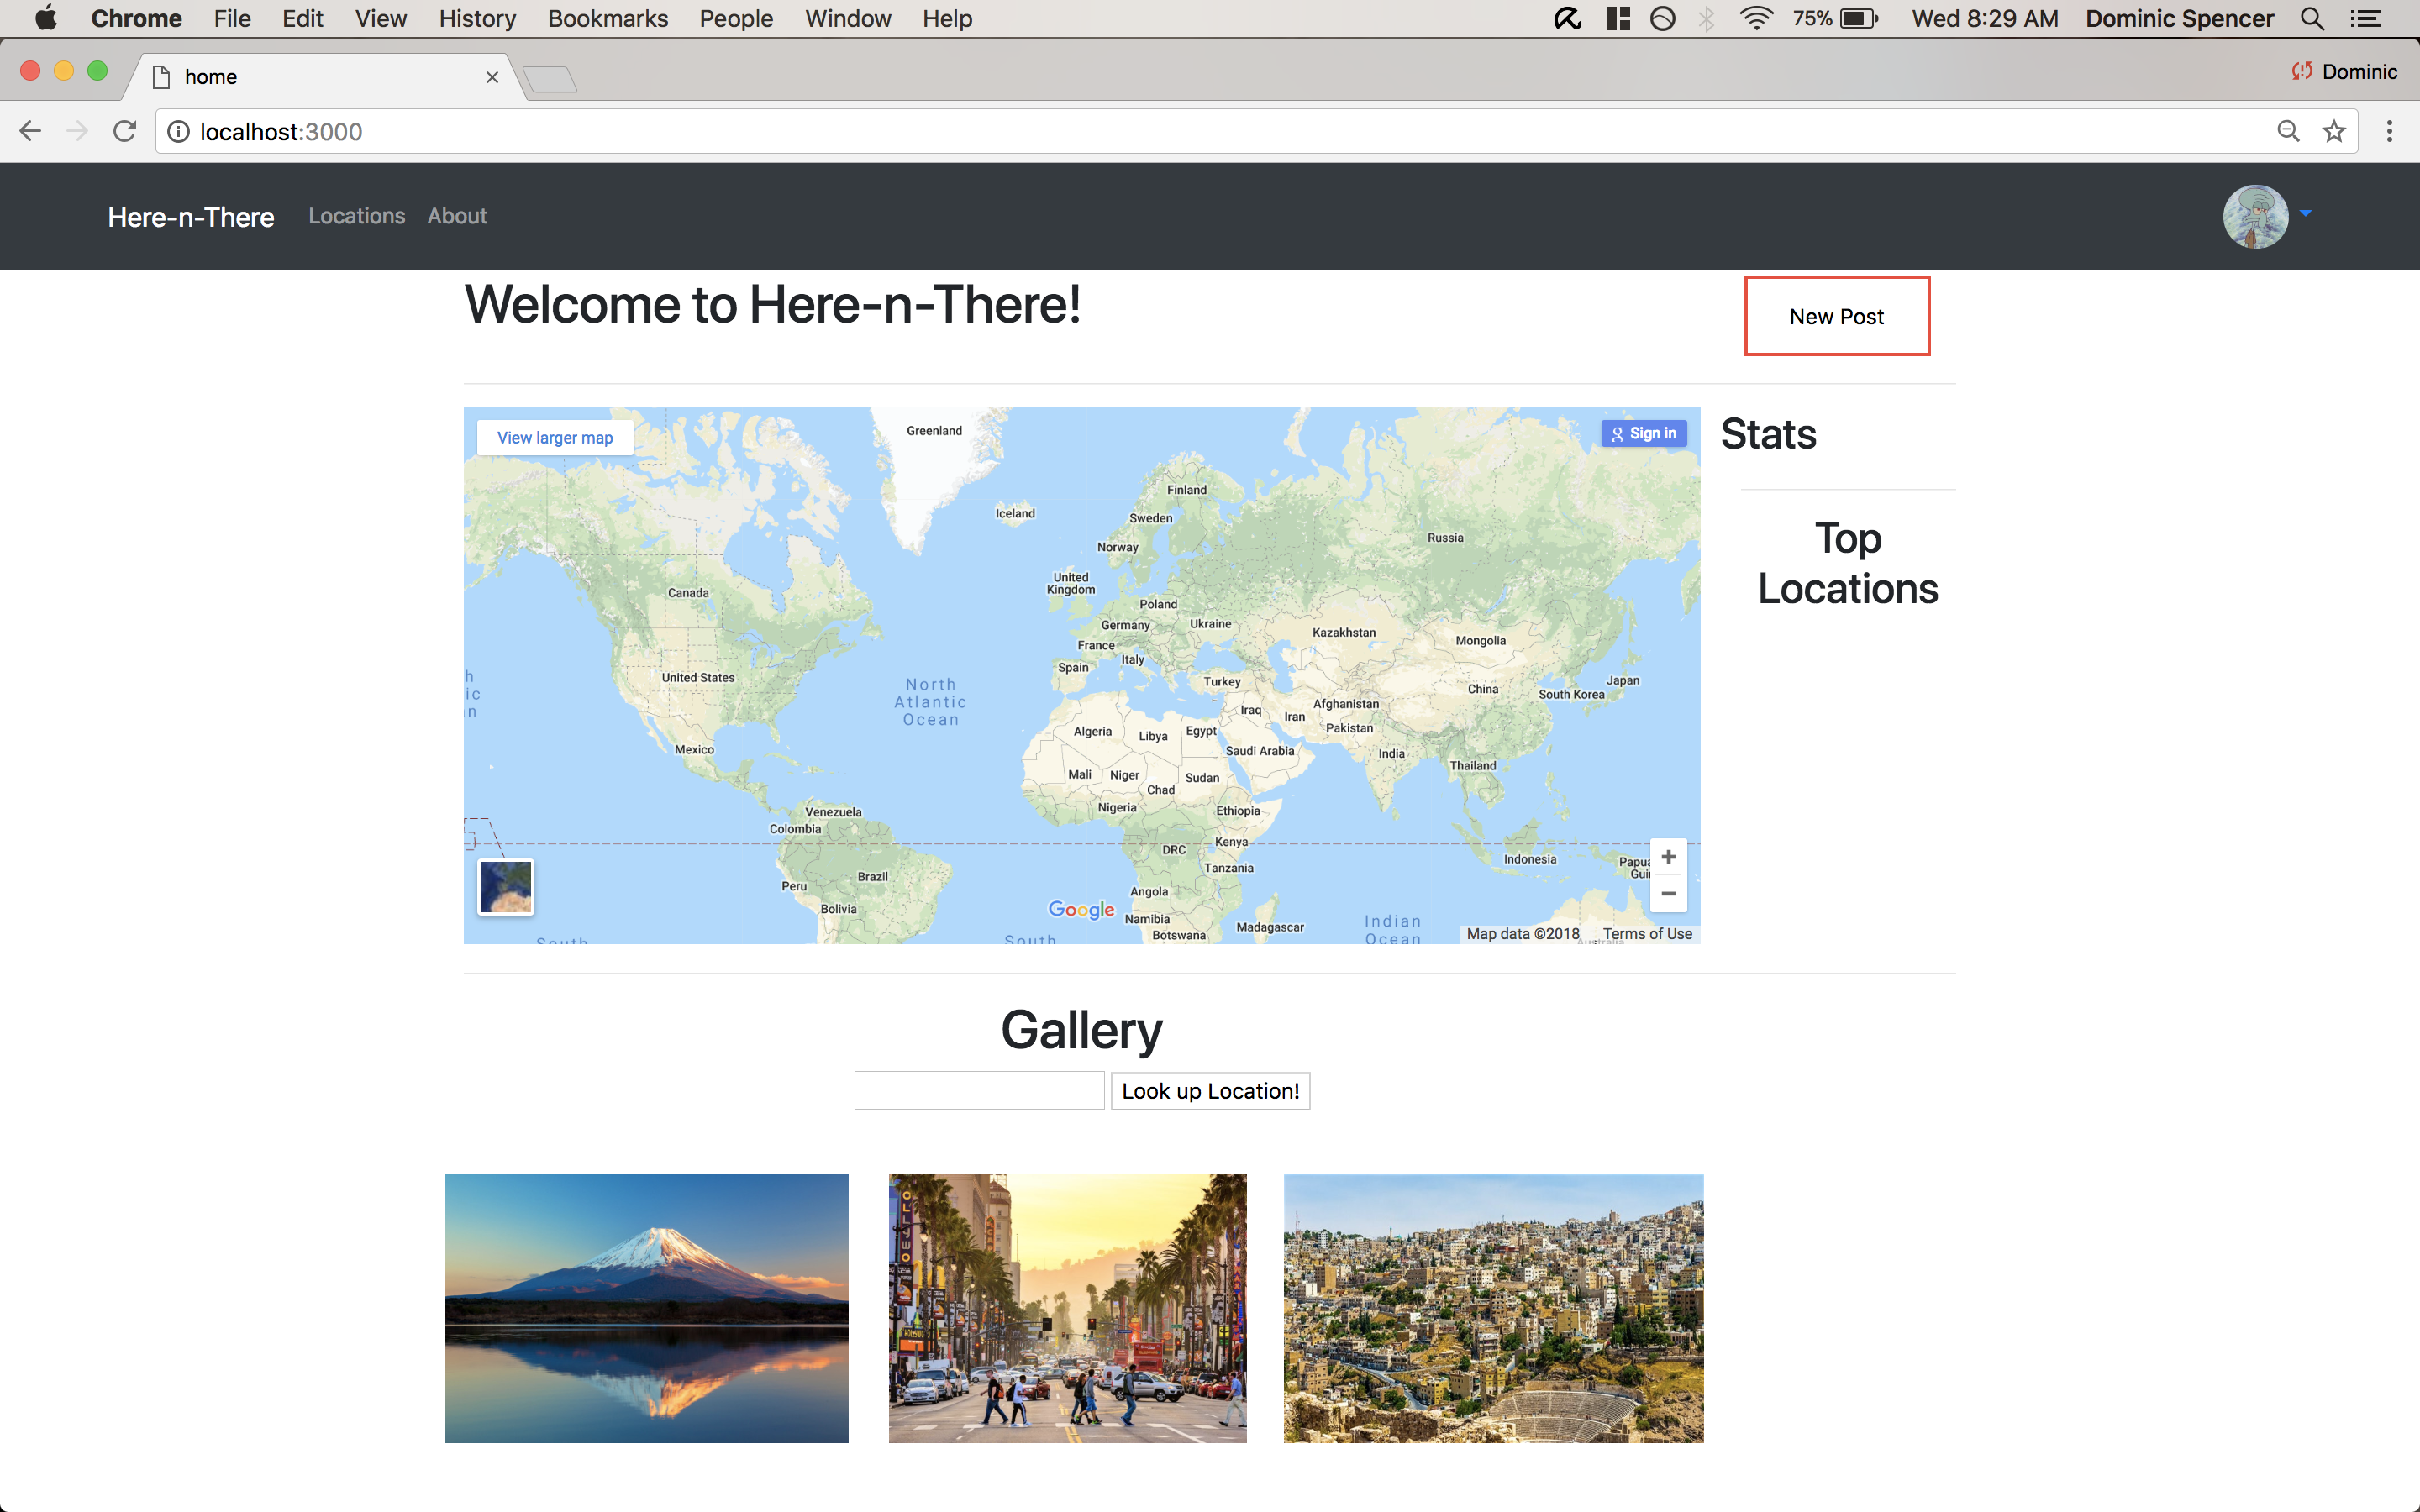 Chrome File Edit View History Bookmarks People Window Help 75% Wed 8:29 AM Dominic Spencer
home Dominic
localhost:3000
Here-n-There Locations About
Welcome to Here-n-There! New Post
View larger map
Sign in
Stats
Top
Locations
Greenland
Finland
Iceland
Sweden
Russia
Norway
United
Kingdom
Canada
Poland
Germany
Ukraine
Kazakhstan
Mongolia
France
Italy
Spain
United States
Turkey
Japan
China
South Korea
North
Atlantic
Ocean
h
ic
n
Afghanistan
Iraq
Iran
Pakistan
Algeria
Libya
Egypt
Saudi Arabia
Mexico
India
Thailand
Mali
Niger
Sudan
Chad
Nigeria
Ethiopia
Venezuela
Colombia
Kenya
DRC
Indonesia
Papua
Gui
Tanzania
Peru
Brazil
Angola
Bolivia
Google
Namibia
Madagascar
Botswana
Indian
Ocean
South
South
Australia
Map data ©2018 Terms of Use
Gallery
Look up Location!